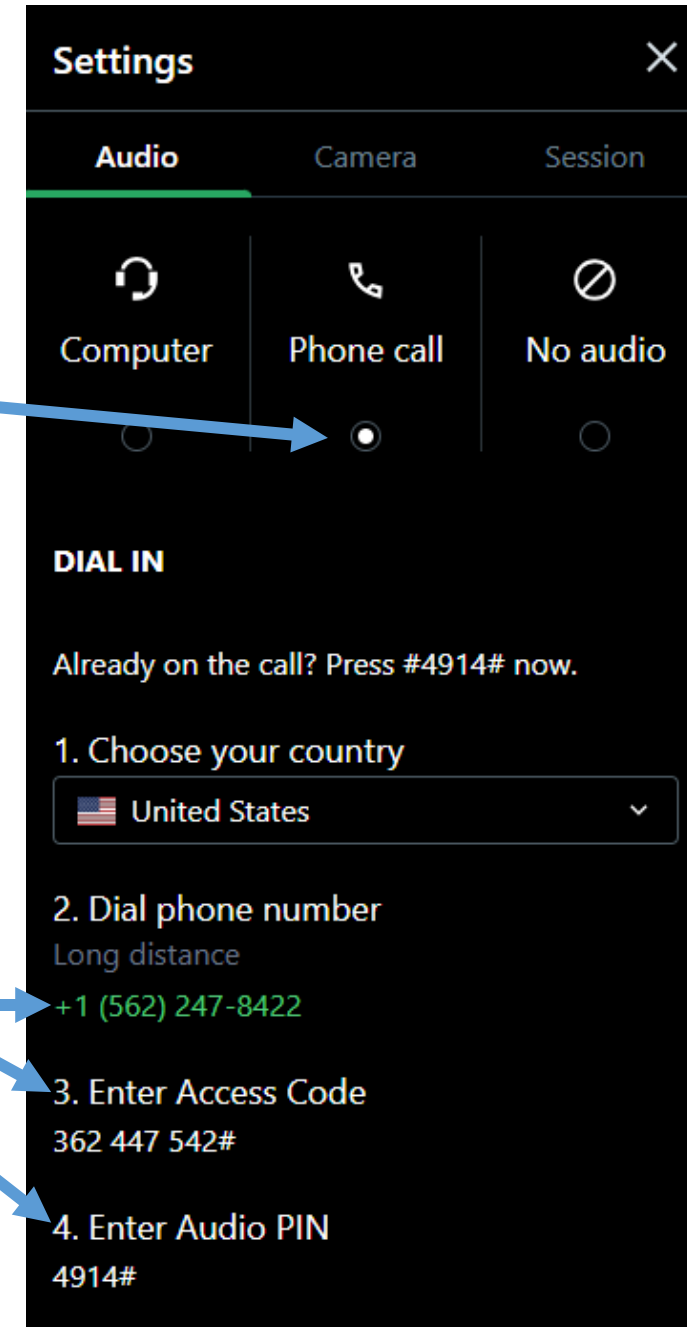 Settings
Audio Camera Session
Computer Phone call No audio
DIAL IN
Already on the call? Press #4914# now.
1. Choose your country
United States
2. Dial phone number
Long distance
+1 (562) 247-8422
3. Enter Access Code
362 447 542#
4. Enter Audio PIN
4914#